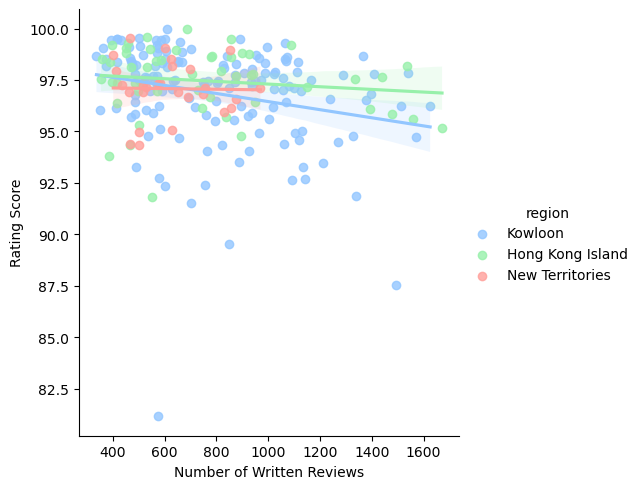 100.0
97.5
95.0
92.5
90.0
87.5
85.0
82.5
Rating Score
400 600 800 1000 1200 1400 1600
Number of Written Reviews
region
Kowloon
Hong Kong Island
New Territories